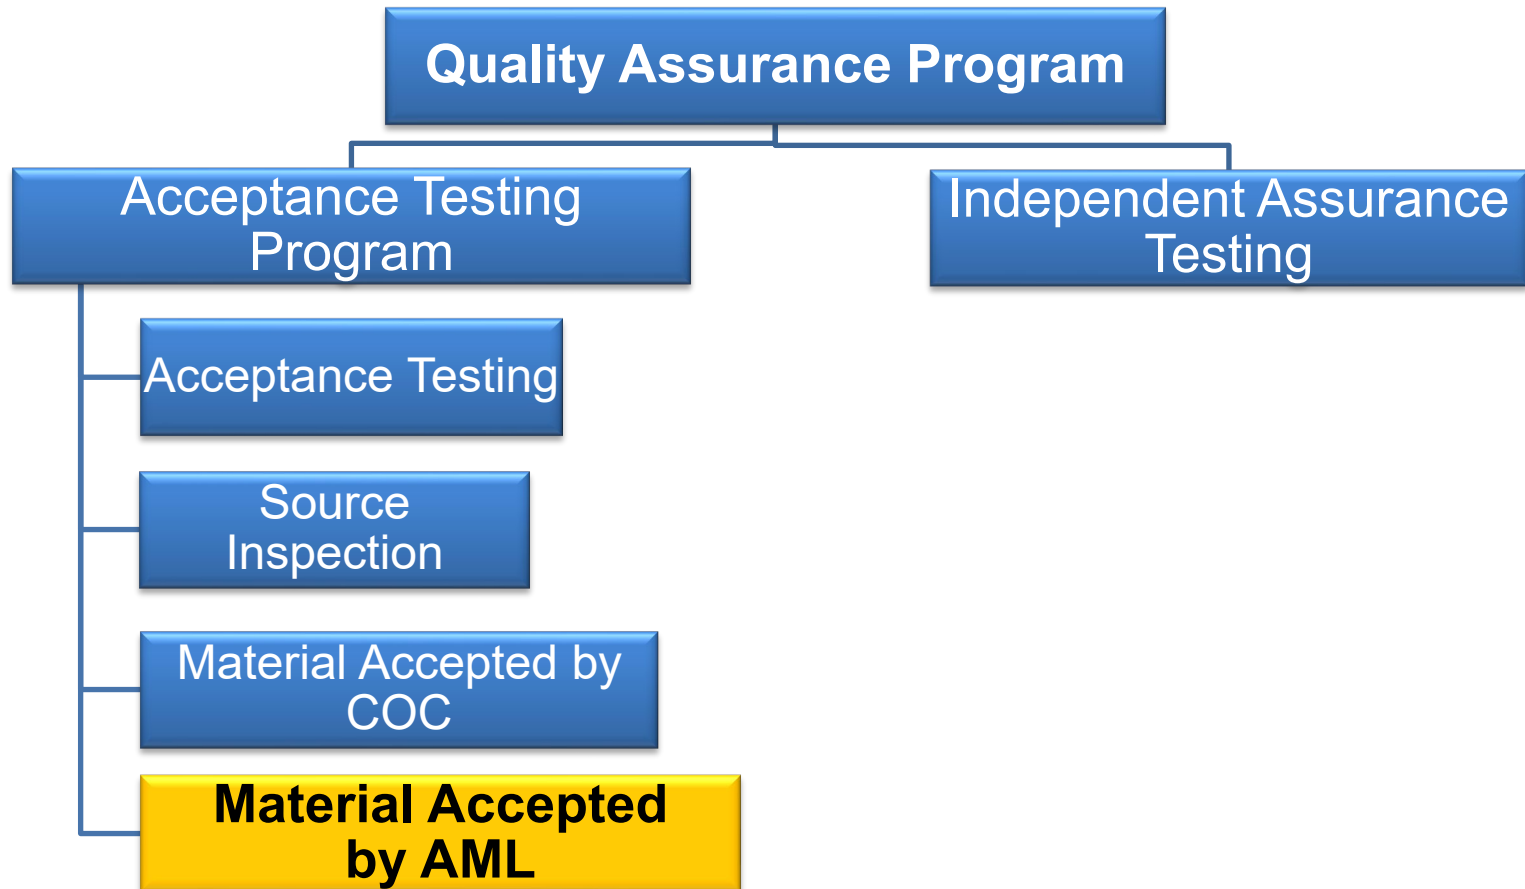 Quality Assurance Program
Acceptance Testing
Program
Independent Assurance
Testing
Acceptance Testing
Source
Inspection
Material Accepted by
COC
Material Accepted
by AML